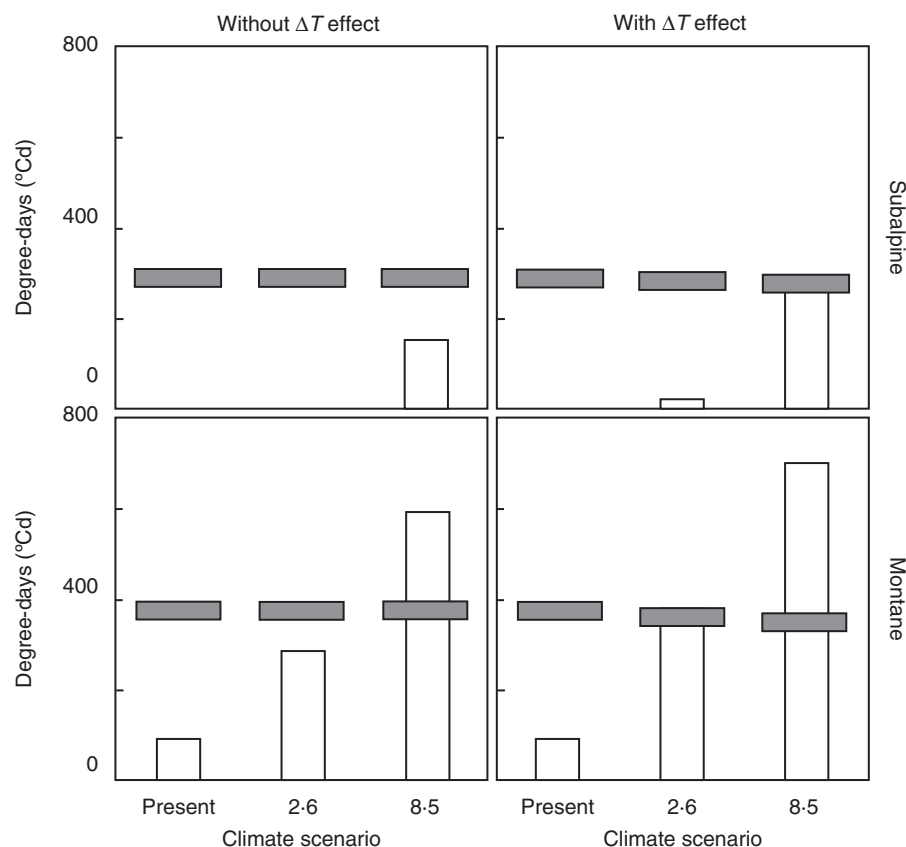 Without ΔT effect
With ΔT effect
800
400
0
Degree-days (°Cd)
Subalpine
800
400
0
Degree-days (°Cd)
Montane
Present 2·6 8·5
Present 2·6 8·5
Climate scenario
Climate scenario